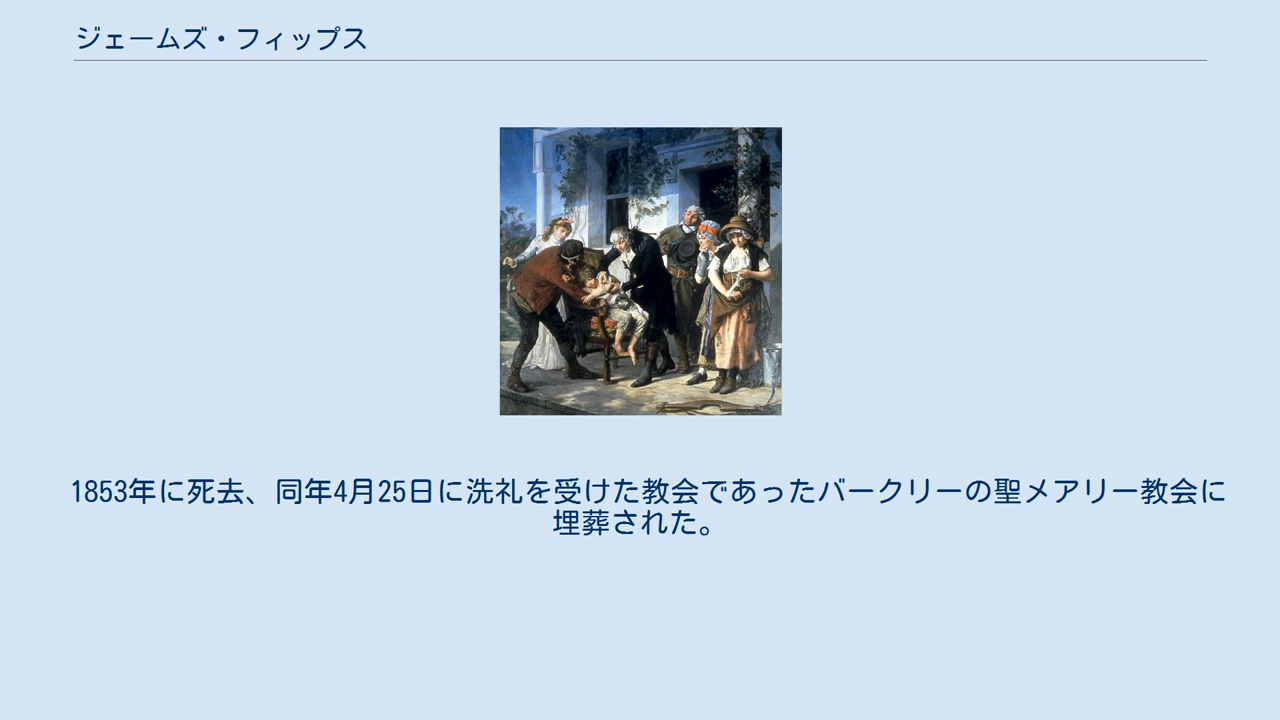 ジェームズ・フィップス
1853年に死去、同年4月25日に洗礼を受けた教会であったバークリーの聖メアリー教会に
埋葬された。